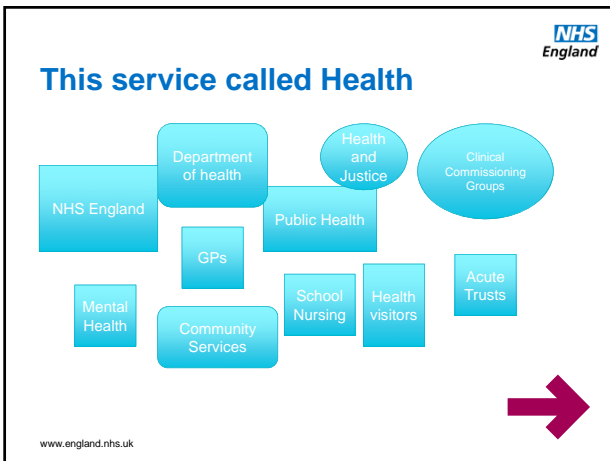 NHS
England
This service called Health
Department
of health
Health
and
Justice
Clinical
Commissioning
Groups
NHS England
Public Health
GPs
Acute
Trusts
Mental
Health
School
Nursing
Health
visitors
Community
Services
www.england.nhs.uk